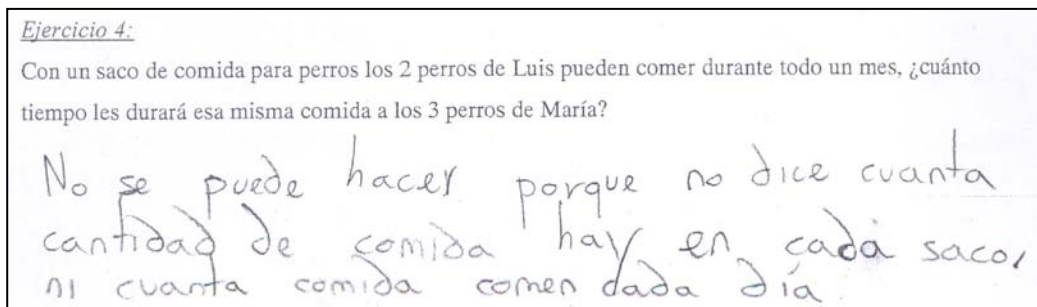 Ejercicio 4:
Con un saco de comida para perros los 2 perros de Luis pueden comer durante todo un mes, ¿cuánto
tiempo les durará esa misma comida a los 3 perros de María?
No se puede hacer porque no dice cuanta
cantidad de comida hay en cada saco,
ni cuanta comida comen dada día